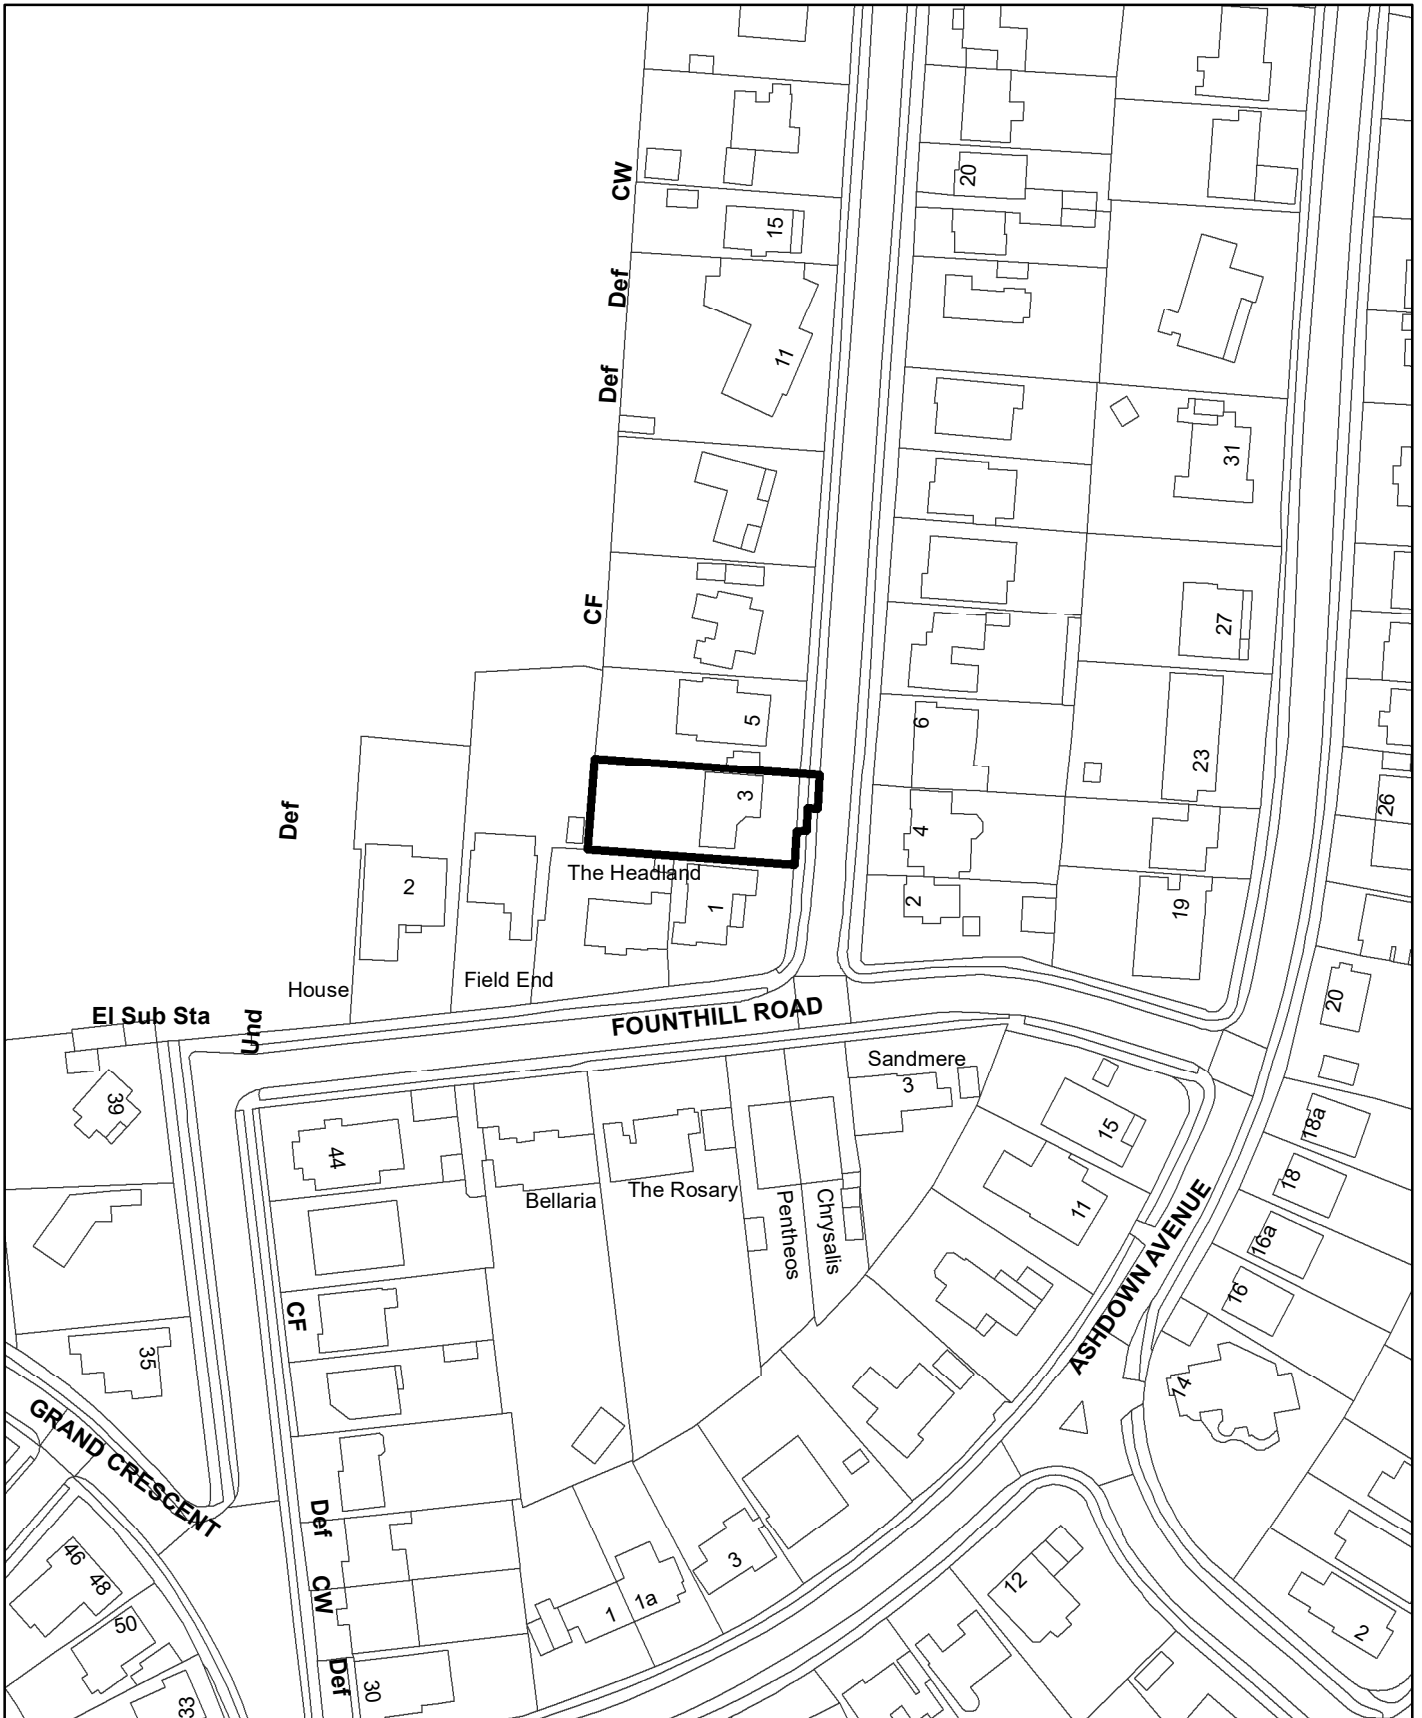 CW
20
15
Def
11
Def
31
CF
27
5
6
23
3
26
Def
4
The Headland
2
1
2
19
House
Field End
El Sub Sta
Und
FOUNTHILL ROAD
20
Sandmere
3
39
18a
15
44
Bellaria
The Rosary
Pentheos
Chrysalis
11
18
16a
16
ASHDOWN AVENUE
CF
35
14
GRAND CRESCENT
Def
46
48
CW
3
12
50
1
1a
2
Def
30
33